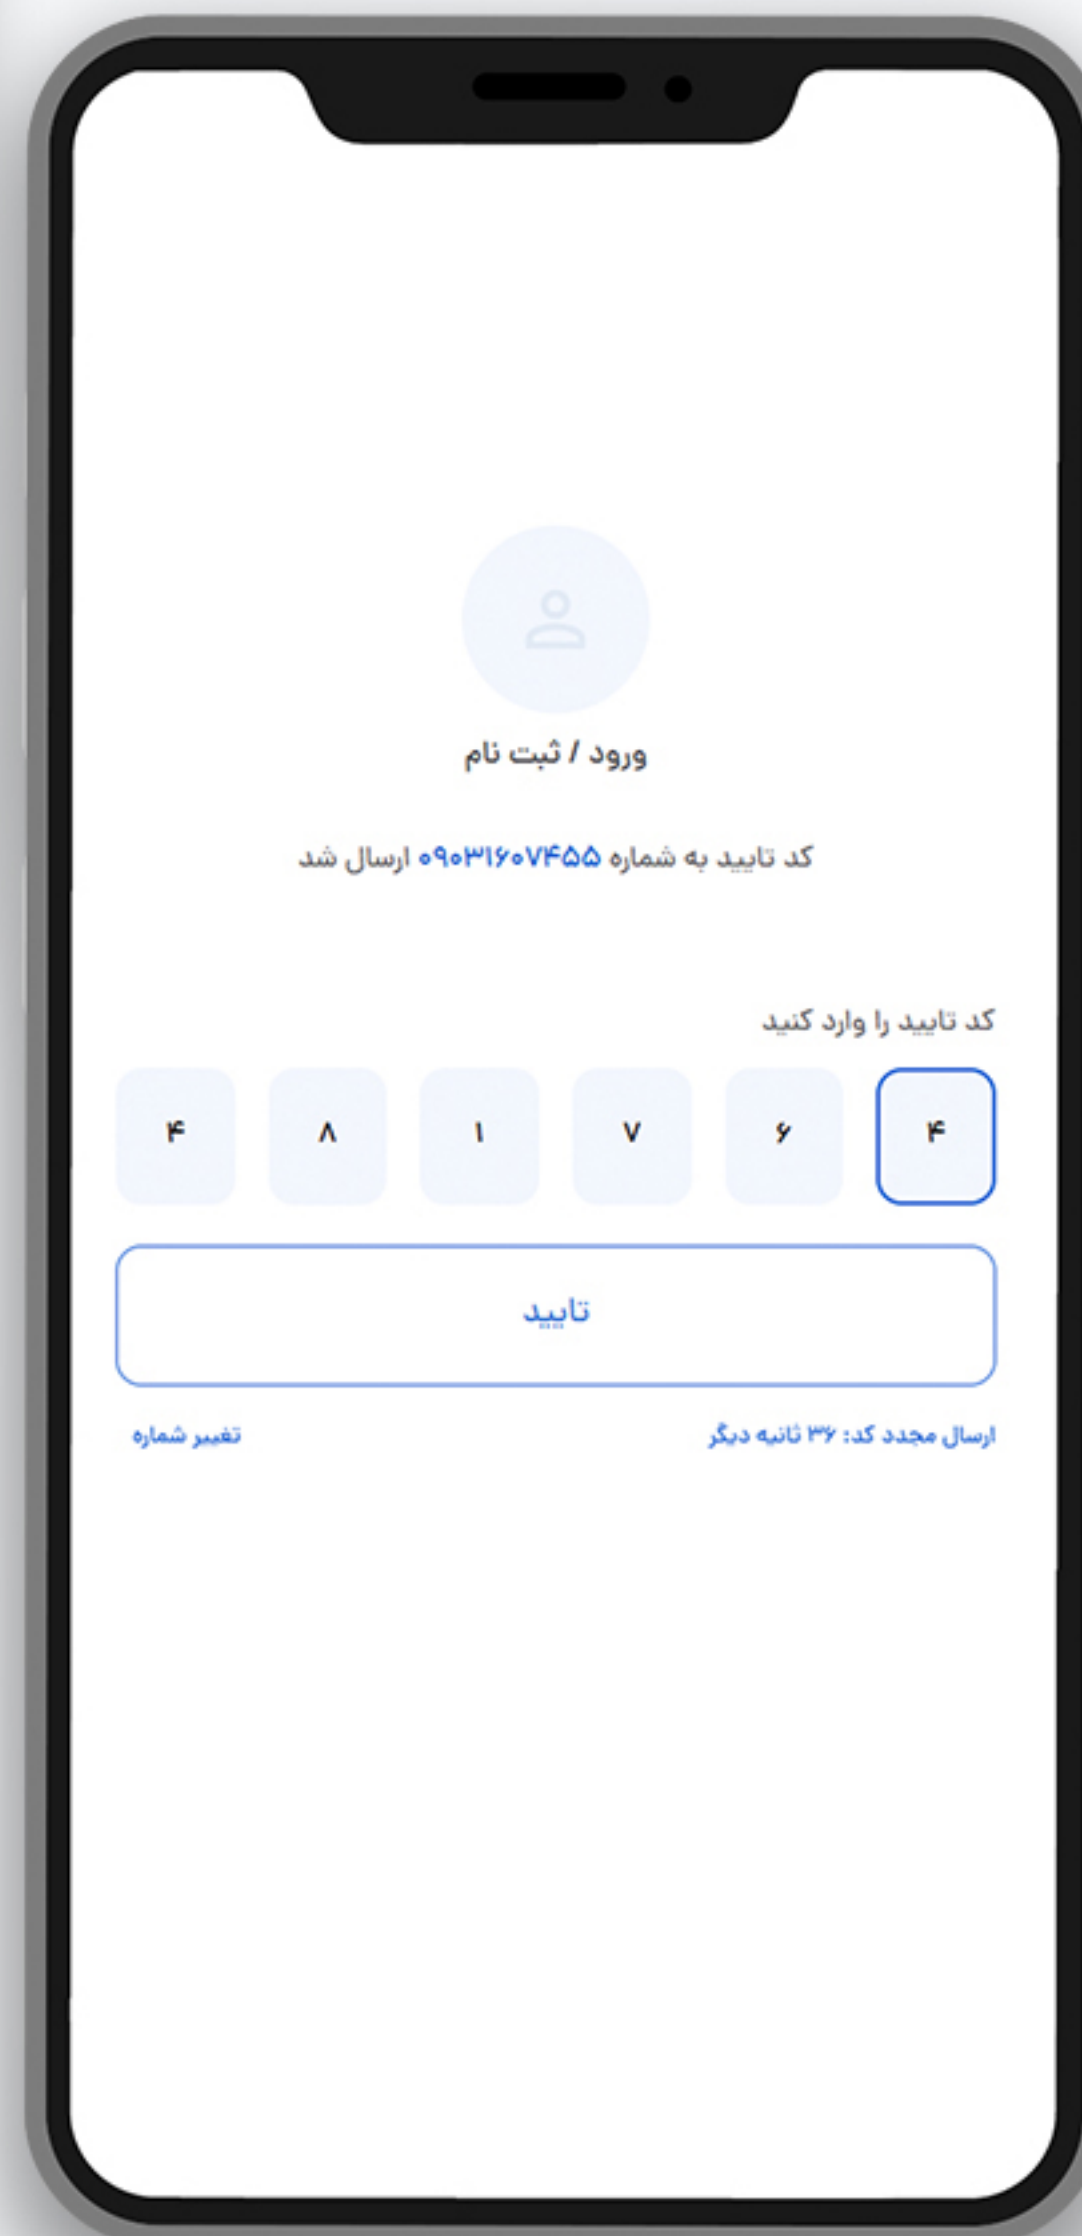 ورود / ثبت نام
کد تایید به شماره ۰۹۰۳۱۶۰۷۴۵۵ ارسال شد
کد تایید را وارد کنید
۴ ۸ ۱ ۷ ۶ ۴
تایید
ارسال مجدد کد: ۳۶ ثانیه دیگر تغییر شماره